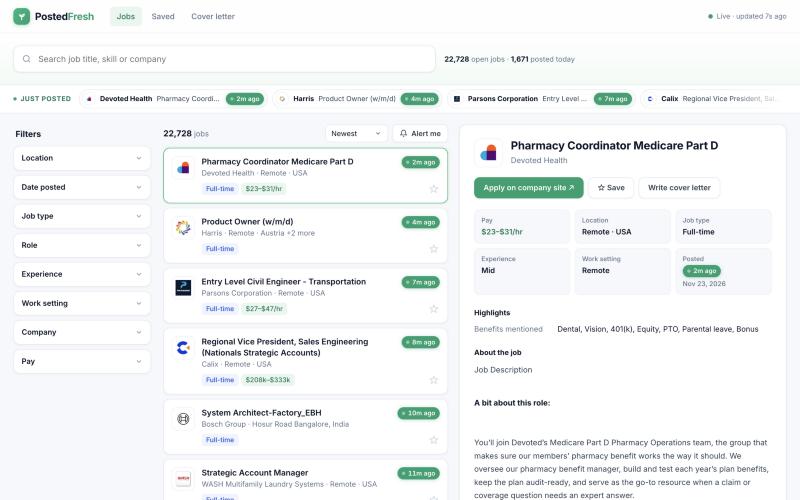 PostedFresh
Jobs
Saved
Cover letter
Live · updated 7s ago
Search job title, skill or company
22,728 open jobs · 1,671 posted today
JUST POSTED
Devoted Health Pharmacy Coordi... 2m ago
Harris Product Owner (w/m/d) 4m ago
Parsons Corporation Entry Level ... 7m ago
Calix Regional Vice President, Sal...
Filters
Location
Date posted
Job type
Role
Experience
Work setting
Company
Pay
22,728 jobs
Newest
Alert me
Pharmacy Coordinator Medicare Part D
2m ago
Devoted Health · Remote · USA
Full-time
$23–$31/hr
Product Owner (w/m/d)
4m ago
Harris · Remote · Austria +2 more
Full-time
Entry Level Civil Engineer - Transportation
7m ago
Parsons Corporation · Remote · USA
Full-time
$27–$47/hr
Regional Vice President, Sales Engineering
(Nationals Strategic Accounts)
8m ago
Calix · Remote · USA
Full-time
$208k–$333k
System Architect-Factory_EBH
10m ago
Bosch Group · Hosur Road Bangalore, India
Full-time
Strategic Account Manager
11m ago
WASH Multifamily Laundry Systems · Remote · USA
Full-time
Pharmacy Coordinator Medicare Part D
Devoted Health
Apply on company site ↗
☆ Save
Write cover letter
Pay
$23–$31/hr
Location
Remote · USA
Job type
Full-time
Experience
Mid
Work setting
Remote
Posted
2m ago
Nov 23, 2026
Highlights
Benefits mentioned Dental, Vision, 401(k), Equity, PTO, Parental leave, Bonus
About the job
Job Description
A bit about this role:
You'll join Devoted's Medicare Part D Pharmacy Operations team, the group that
makes sure our members' pharmacy benefit works the way it should. We
oversee our pharmacy benefit manager, build and test each year's plan benefits,
keep the plan audit-ready, and serve as the go-to resource when a claim or
coverage question needs an expert answer.